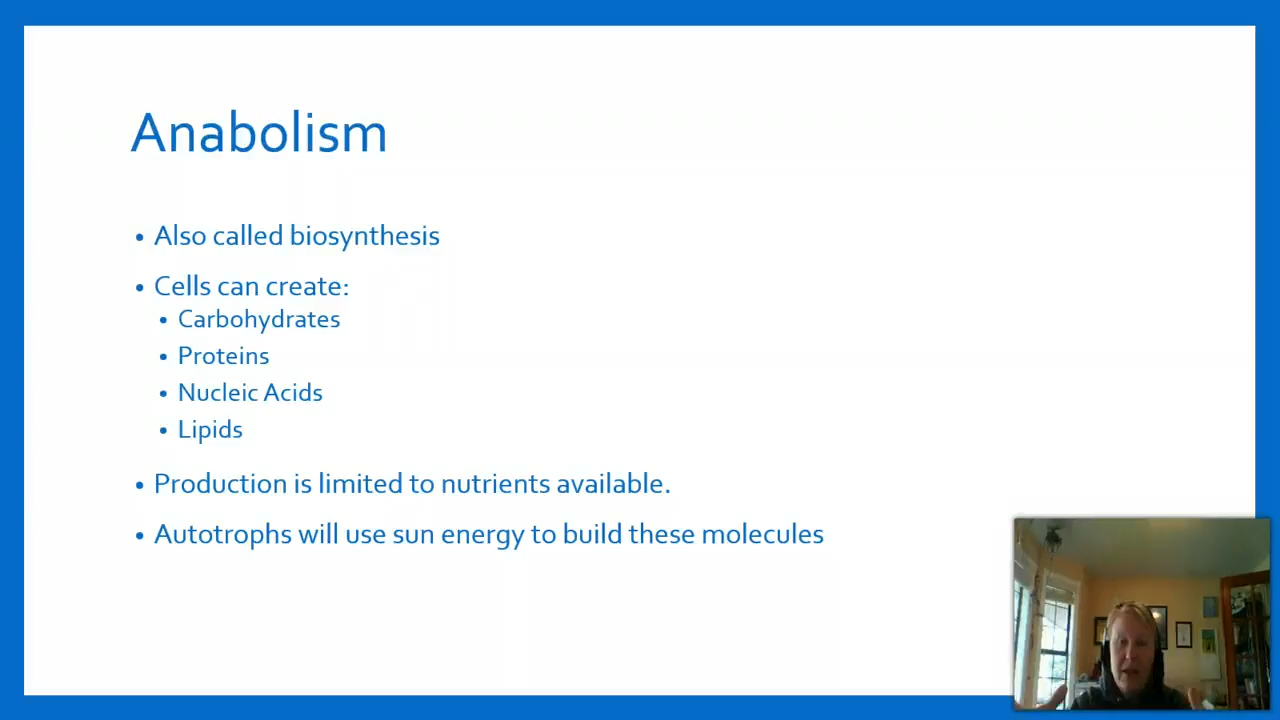 Anabolism
• Also called biosynthesis
• Cells can create:
• Carbohydrates
• Proteins
• Nucleic Acids
• Lipids
• Production is limited to nutrients available.
• Autotrophs will use sun energy to build these molecules